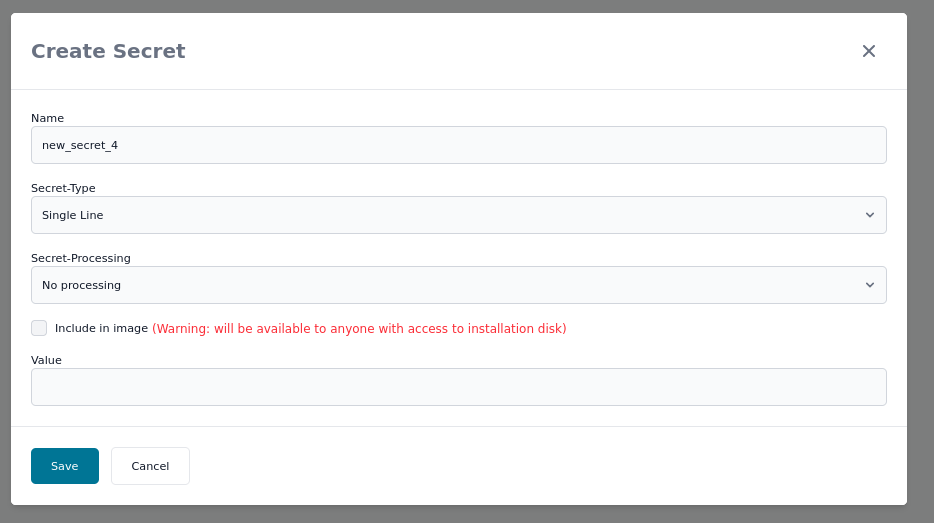 Create Secret
Name
new_secret_4
Secret-Type
Single Line
Secret-Processing
No processing
Include in image (Warning: will be available to anyone with access to installation disk)
Value
Save Cancel